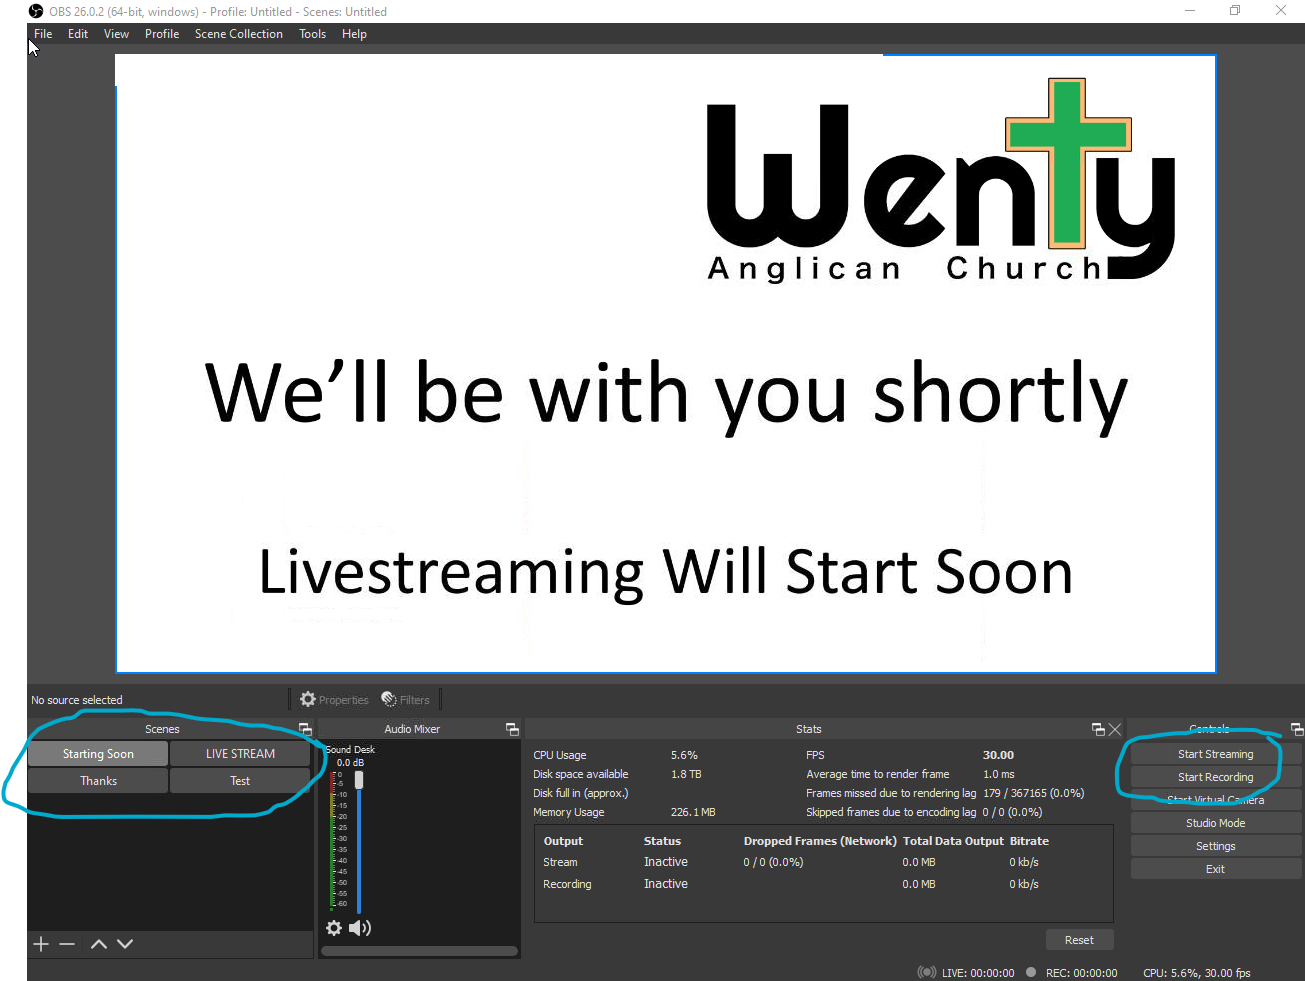 OBS 26.0.2 (64-bit, windows) - Profile: Untitled - Scenes: Untitled
File Edit View Profile Scene Collection Tools Help
Wenty
Anglican Church
We’ll be with you shortly
Livestreaming Will Start Soon
No source selected
Properties Filters
Scenes
Starting Soon LIVE STREAM
Thanks Test
Audio Mixer
Sound Desk
0.0 dB
0
-5
-10
-15
-20
-25
-30
-35
-40
-45
-50
-55
-60
Stats
CPU Usage 5.6% FPS 30.00
Disk space available 1.8 TB Average time to render frame 1.0 ms
Disk full in (approx.) Frames missed due to rendering lag 179 / 367165 (0.0%)
Memory Usage 226.1 MB Skipped frames due to encoding lag 0 / 0 (0.0%)
Output Status Dropped Frames (Network) Total Data Output Bitrate
Stream Inactive 0 / 0 (0.0%) 0.0 MB 0 kb/s
Recording Inactive 0.0 MB 0 kb/s
Reset
Controls
Start Streaming
Start Recording
Start Virtual Camera
Studio Mode
Settings
Exit
LIVE: 00:00:00 REC: 00:00:00 CPU: 5.6%, 30.00 fps